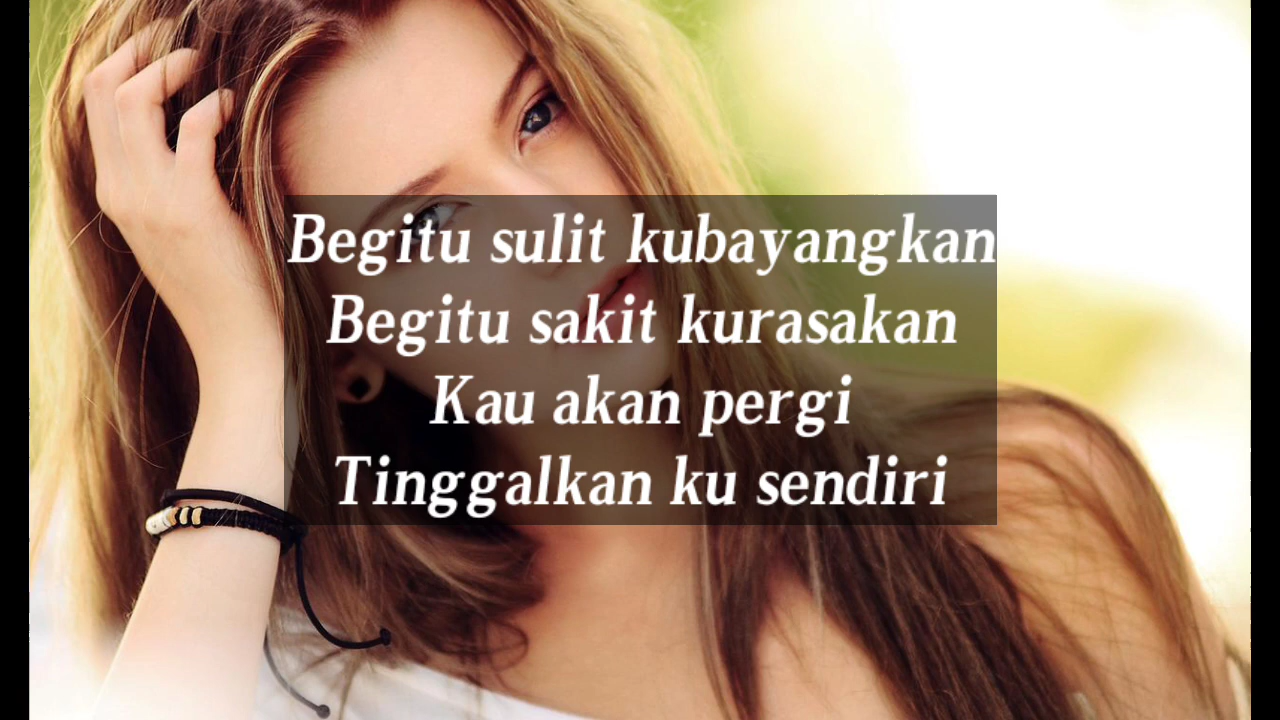 Begitu sulit kubayangkan
Begitu sakit kurasakan
Kau akan pergi
Tinggalkan ku sendiri